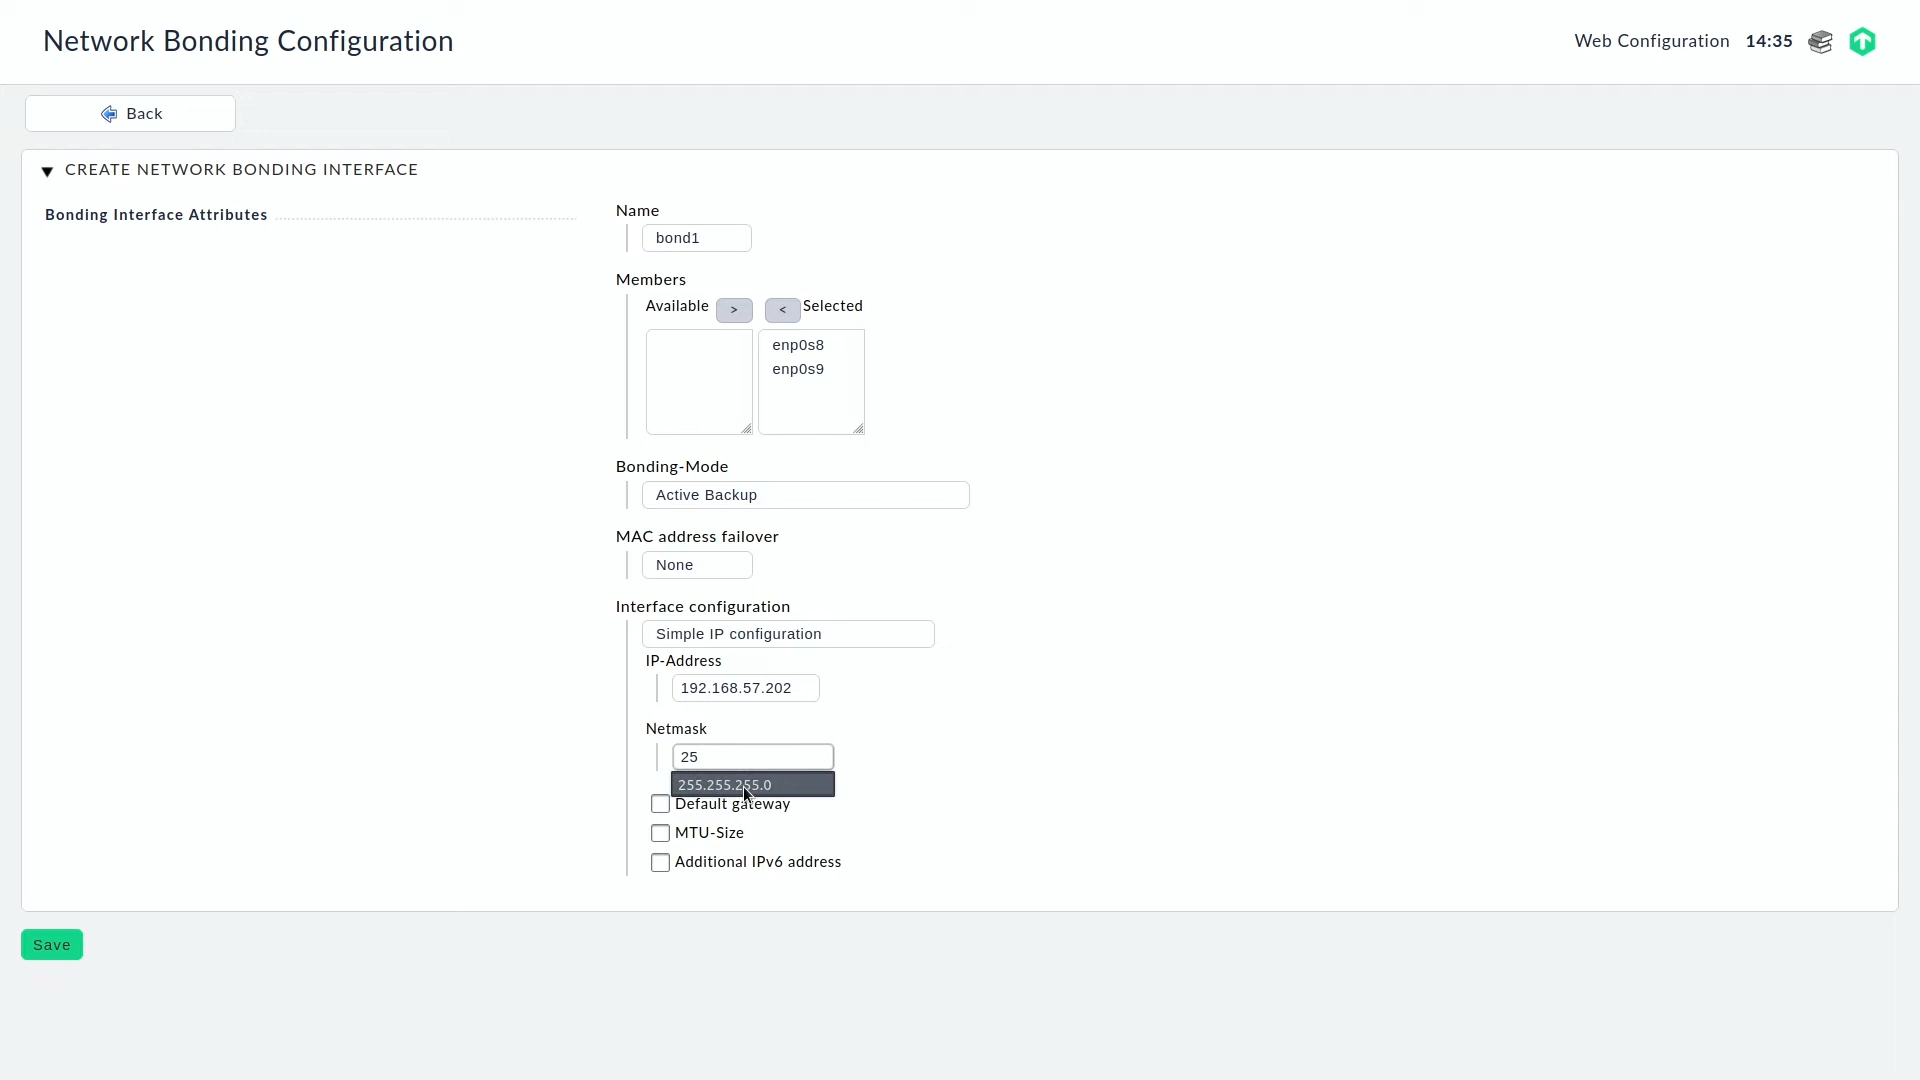 Network Bonding Configuration
Web Configuration 14:35
Back
CREATE NETWORK BONDING INTERFACE
Bonding Interface Attributes
Name
bond1
Members
Available > < Selected
enp0s8
enp0s9
Bonding-Mode
Active Backup
MAC address failover
None
Interface configuration
Simple IP configuration
IP-Address
192.168.57.202
Netmask
25
255.255.255.0
Default gateway
MTU-Size
Additional IPv6 address
Save